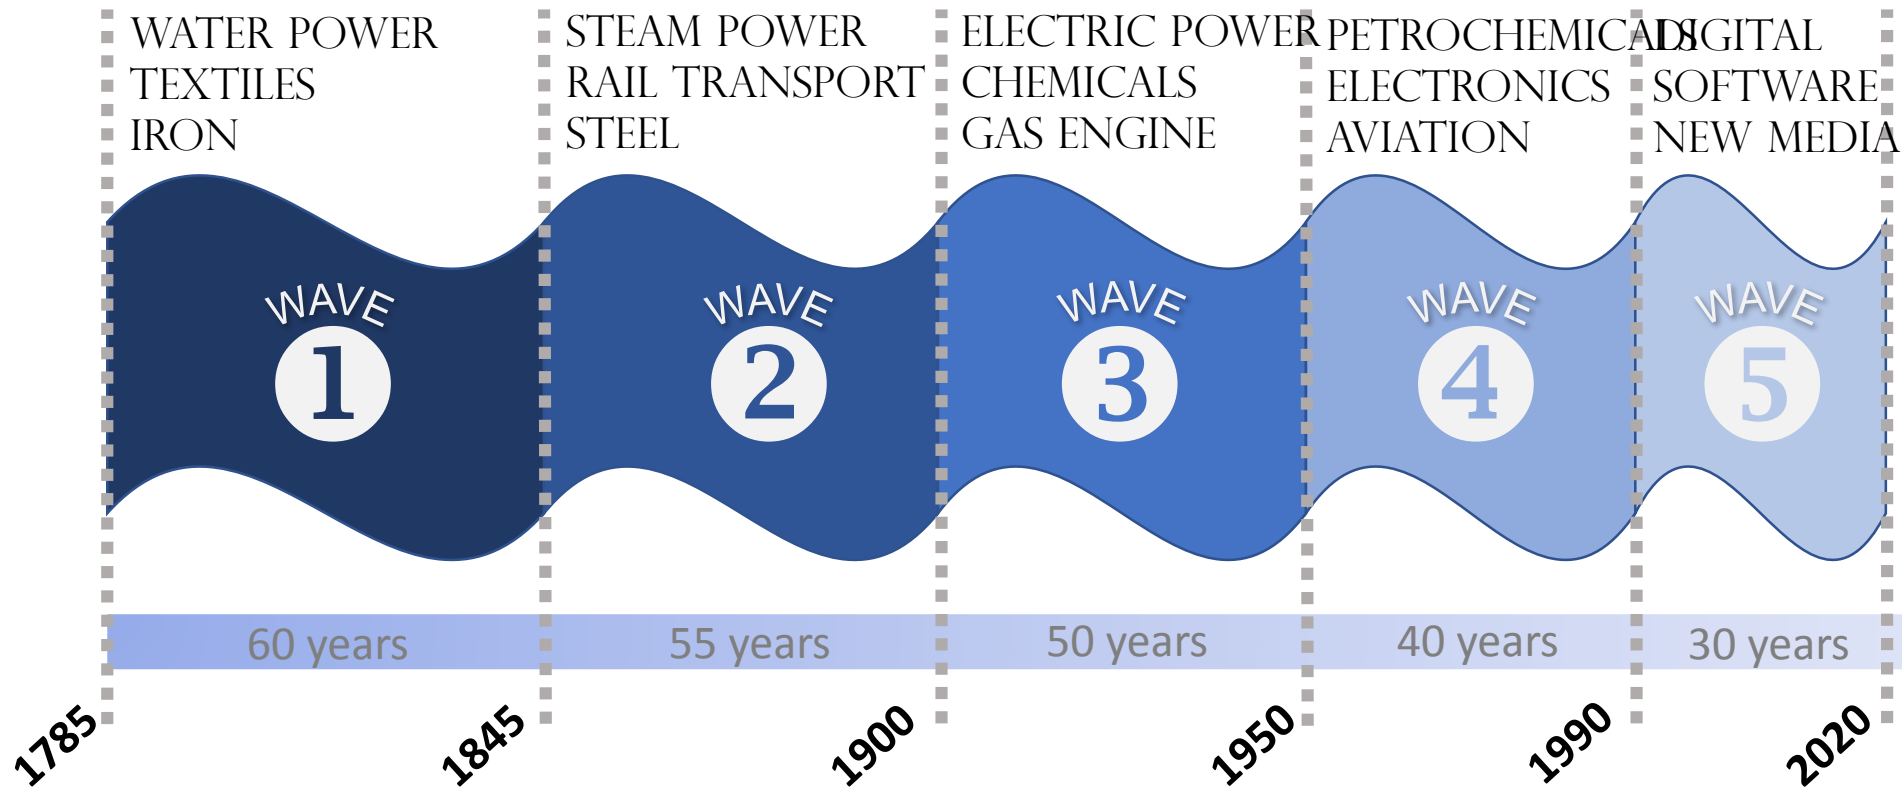 WATER POWER
TEXTILES
IRON
STEAM POWER
RAIL TRANSPORT
STEEL
ELECTRIC POWER
CHEMICALS
GAS ENGINE
PETROCHEMICALS
ELECTRONICS
AVIATION
DIGITAL
SOFTWARE
NEW MEDIA
WAVE
1
WAVE
2
WAVE
3
WAVE
4
WAVE
5
60 years
55 years
50 years
40 years
30 years
1785
1845
1900
1950
1990
2020